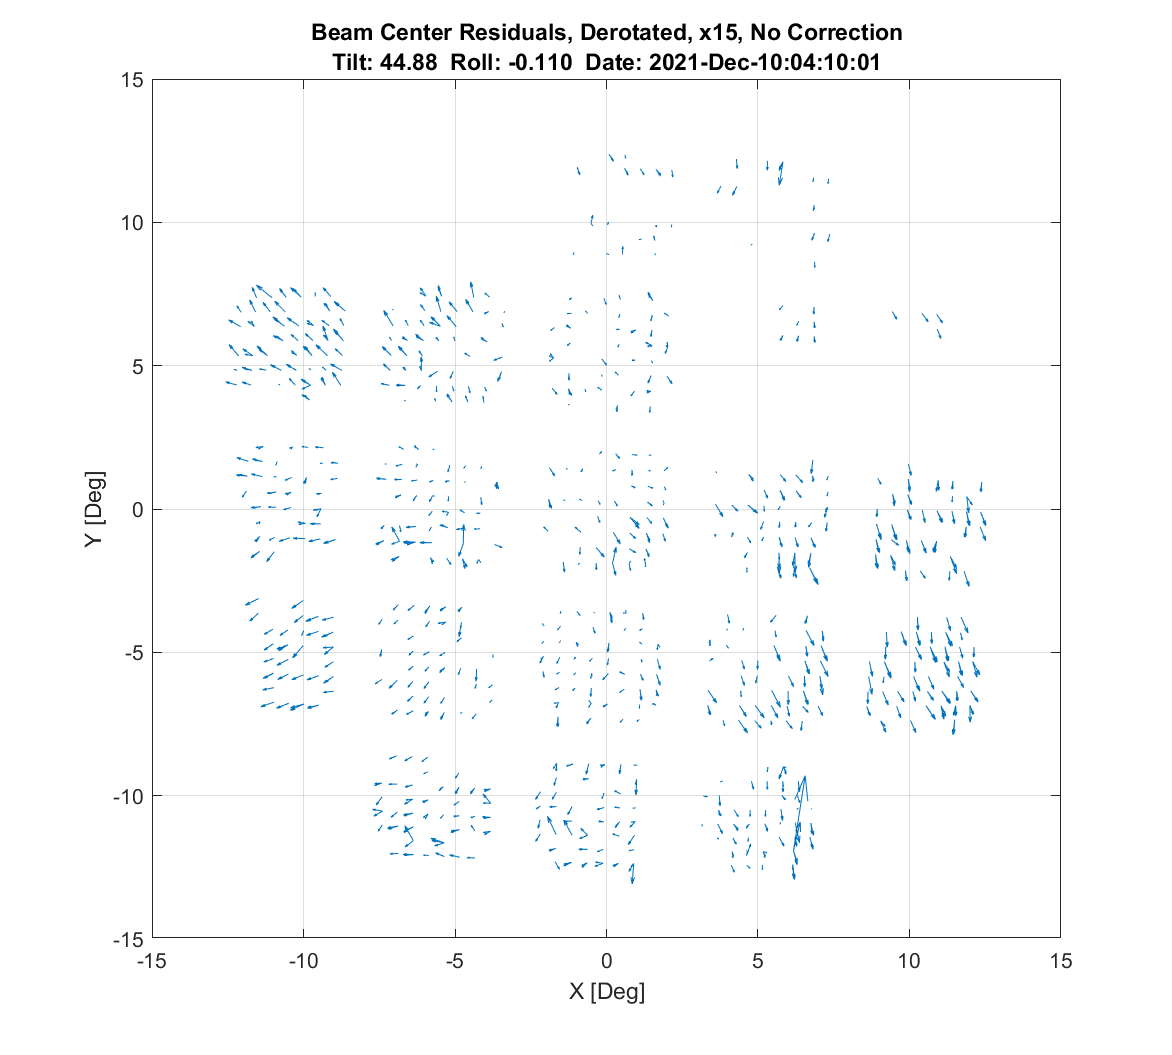 Beam Center Residuals, Derotated, x15, No Correction
Tilt: 44.88 Roll: -0.110 Date: 2021-Dec-10:04:10:01
15
10
5
0
-5
-10
-15
Y [Deg]
-15 -10 -5 0 5 10 15
X [Deg]